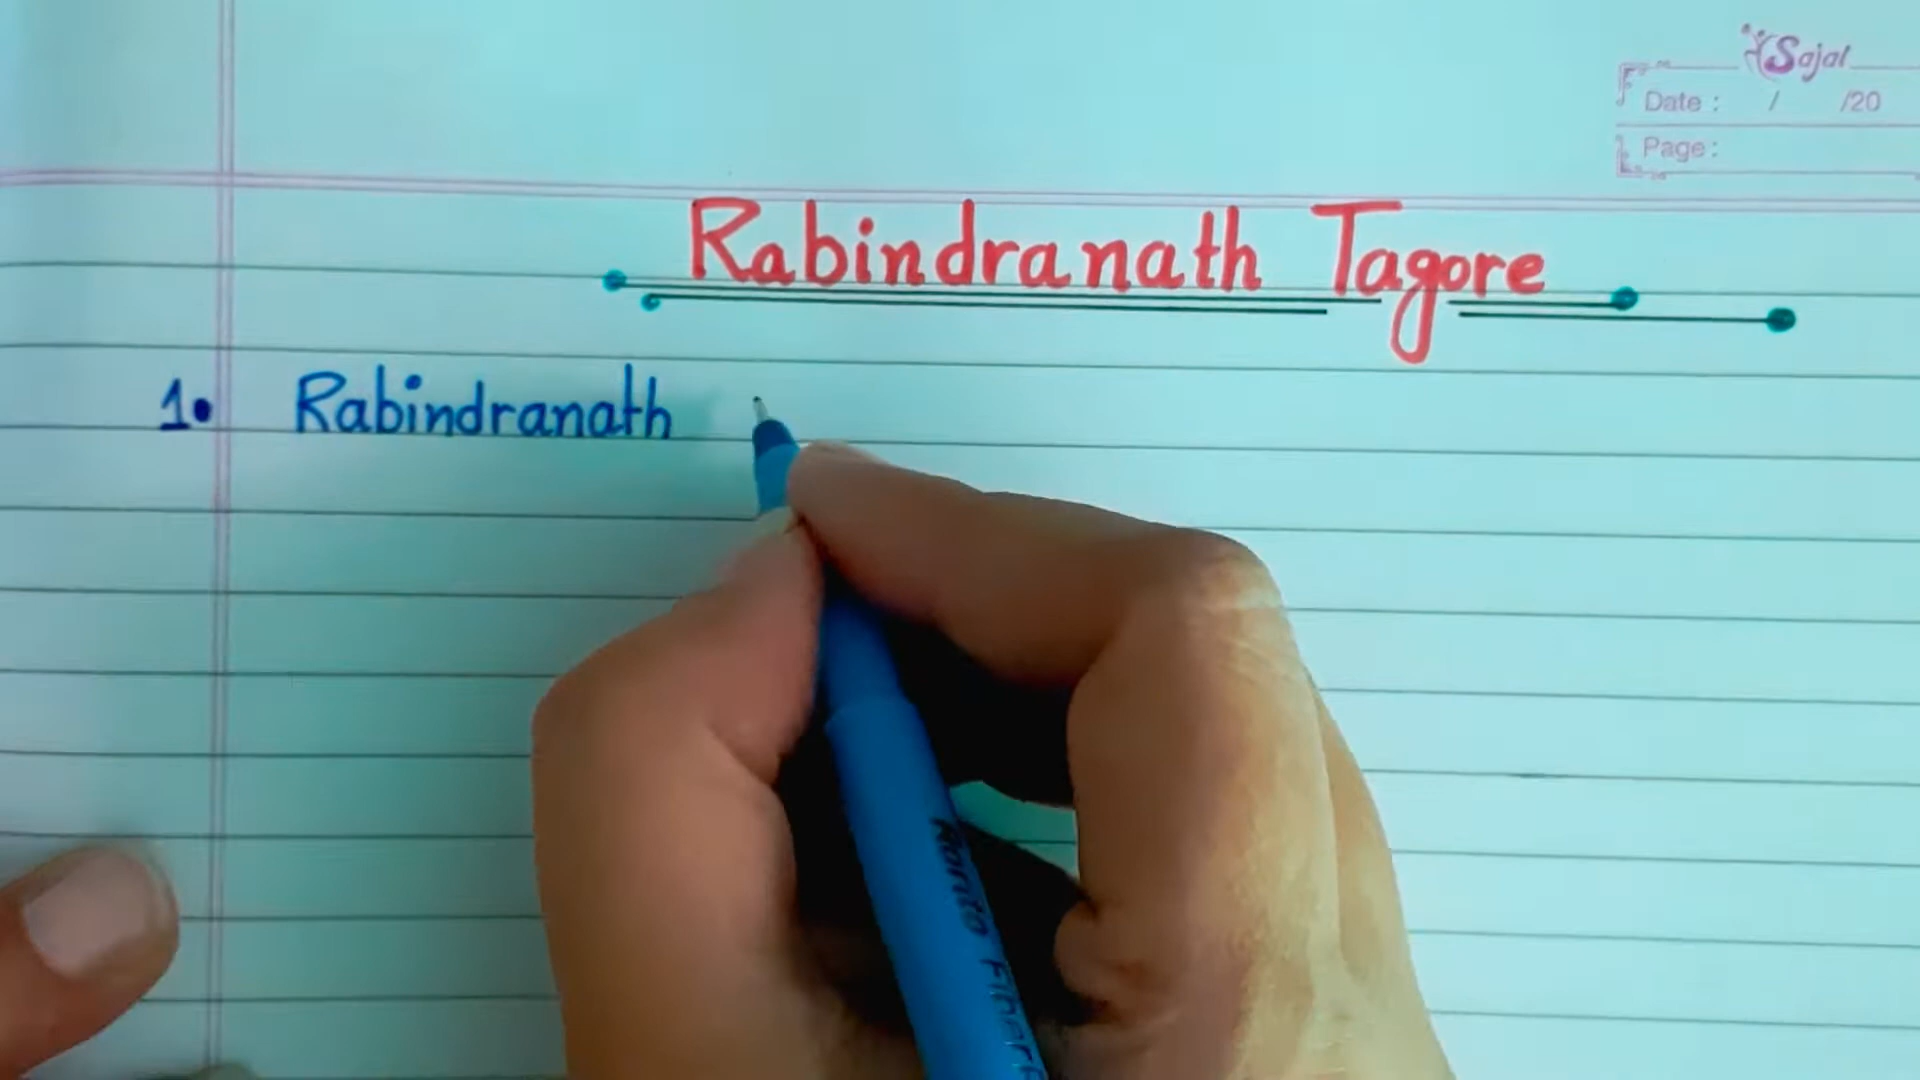 Sajal
Date : / /20
Page :
Rabindranath Tagore
1. Rabindranath